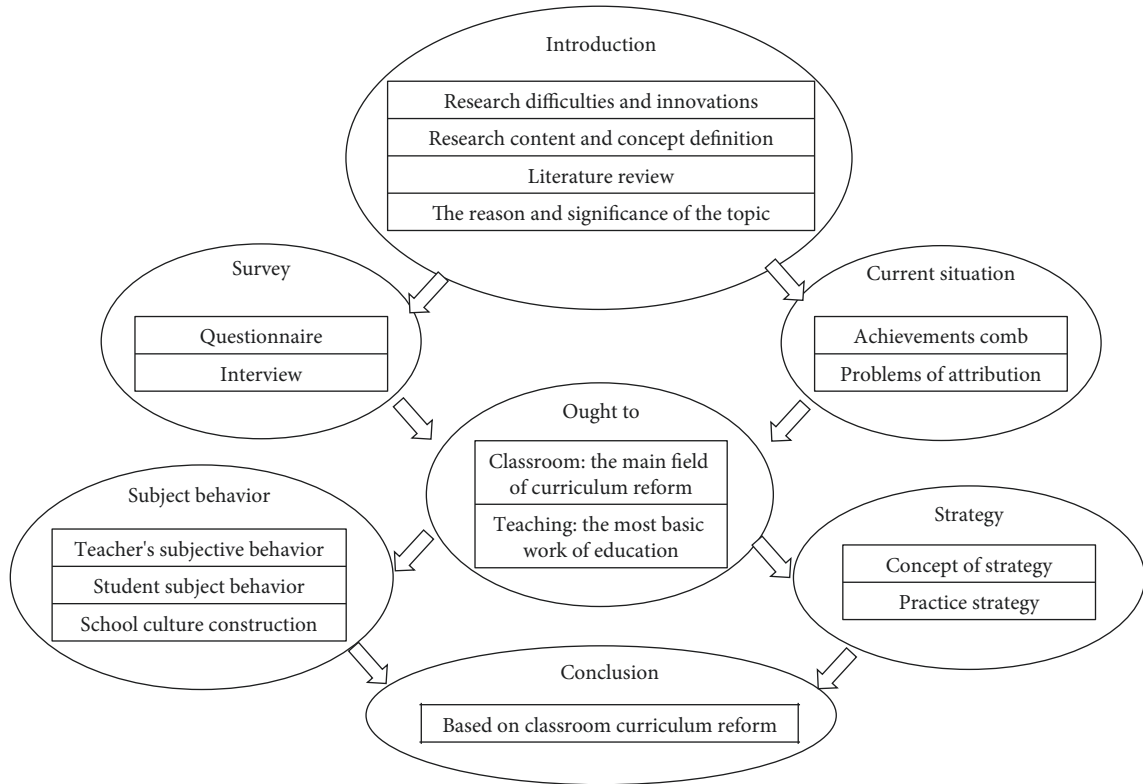 Introduction
Research difficulties and innovations
Research content and concept definition
Literature review
The reason and significance of the topic
Survey
Questionnaire
Interview
Current situation
Achievements comb
Problems of attribution
Ought to
Classroom: the main field
of curriculum reform
Teaching: the most basic
work of education
Subject behavior
Teacher's subjective behavior
Student subject behavior
School culture construction
Strategy
Concept of strategy
Practice strategy
Conclusion
Based on classroom curriculum reform